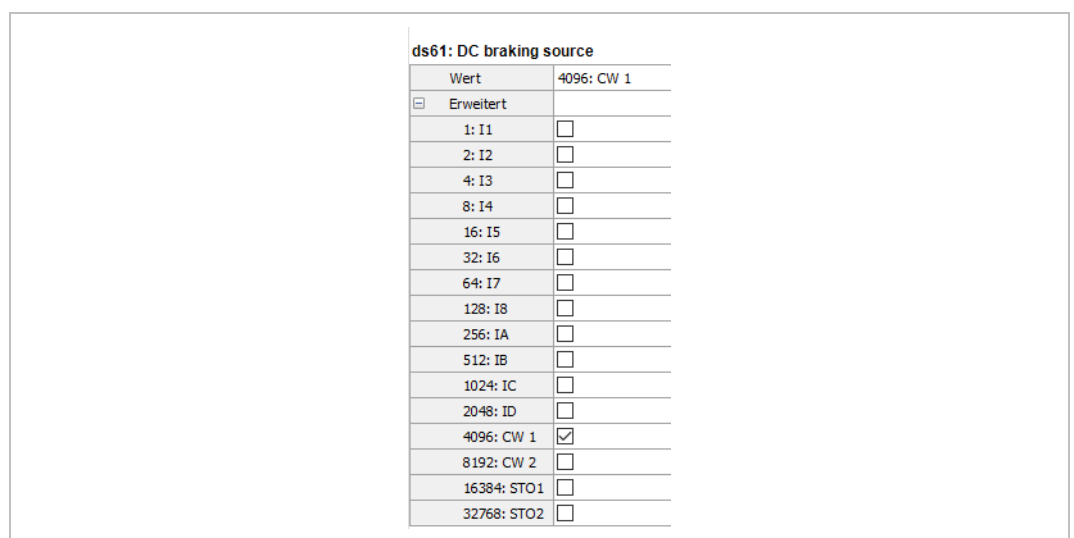 ds61: DC braking source
Wert 4096: CW 1
Erweitert
1: I1
2: I2
4: I3
8: I4
16: I5
32: I6
64: I7
128: I8
256: IA
512: IB
1024: IC
2048: ID
4096: CW 1
8192: CW 2
16384: STO1
32768: STO2